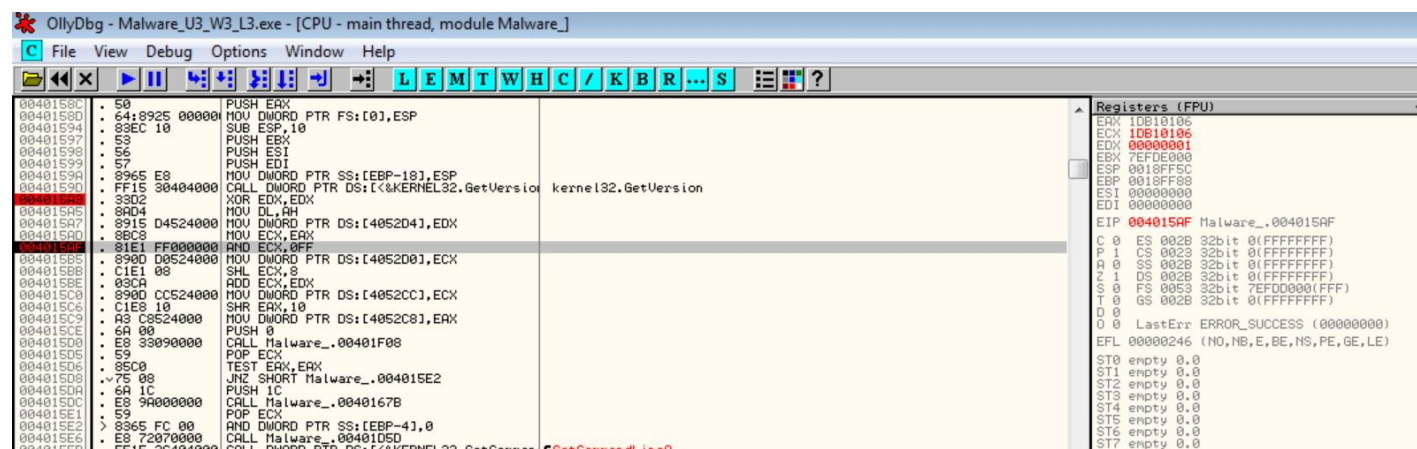 OllyDbg - Malware_U3_W3_L3.exe - [CPU - main thread, module Malware_]
C File View Debug Options Window Help
L E M T W H C / K B R ... S ?
0040158C . 50 PUSH EAX
0040158D . 64:8925 00000 MOV DWORD PTR FS:[0],ESP
00401594 . 83EC 10 SUB ESP,10
00401597 . 53 PUSH EBX
00401598 . 56 PUSH ESI
00401599 . 57 PUSH EDI
0040159A . 8965 E8 MOV DWORD PTR SS:[EBP-18],ESP
0040159D . FF15 30404000 CALL DWORD PTR DS:[<&KERNEL32.GetVersio kernel32.GetVersion
004015A3 . 33D2 XOR EDX,EDX
004015A5 . 8AD4 MOV DL,AH
004015A7 . 8915 D4524000 MOV DWORD PTR DS:[4052D4],EDX
004015AD . 8BC8 MOV ECX,EAX
004015AF . 81E1 FF000000 AND ECX,0FF
004015B5 . 890D D0524000 MOV DWORD PTR DS:[4052D0],ECX
004015BB . C1E1 08 SHL ECX,8
004015BE . 03CA ADD ECX,EDX
004015C0 . 890D CC524000 MOV DWORD PTR DS:[4052CC],ECX
004015C6 . C1E8 10 SHR EAX,10
004015C9 . A3 C8524000 MOV DWORD PTR DS:[4052C8],EAX
004015CE . 6A 00 PUSH 0
004015D0 . E8 33090000 CALL Malware_.00401F08
004015D5 . 59 POP ECX
004015D6 . 85C0 TEST EAX,EAX
004015D8 .˅75 08 JNZ SHORT Malware_.004015E2
004015DA . 6A 1C PUSH 1C
004015DC . E8 9A000000 CALL Malware_.0040167B
004015E1 . 59 POP ECX
004015E2 > 8365 FC 00 AND DWORD PTR SS:[EBP-4],0
004015E6 . E8 72070000 CALL Malware_.00401D5D
Registers (FPU)
EAX 1DB10106
ECX 1DB10106
EDX 00000001
EBX 7EFDE000
ESP 0018FF5C
EBP 0018FF88
ESI 00000000
EDI 00000000
EIP 004015AF Malware_.004015AF
C 0 ES 002B 32bit 0(FFFFFFFF)
P 1 CS 0023 32bit 0(FFFFFFFF)
A 0 SS 002B 32bit 0(FFFFFFFF)
Z 1 DS 002B 32bit 0(FFFFFFFF)
S 0 FS 0053 32bit 7EFDD000(FFF)
T 0 GS 002B 32bit 0(FFFFFFFF)
D 0
O 0 LastErr ERROR_SUCCESS (00000000)
EFL 00000246 (NO,NB,E,BE,NS,PE,GE,LE)
ST0 empty 0.0
ST1 empty 0.0
ST2 empty 0.0
ST3 empty 0.0
ST4 empty 0.0
ST5 empty 0.0
ST6 empty 0.0
ST7 empty 0.0